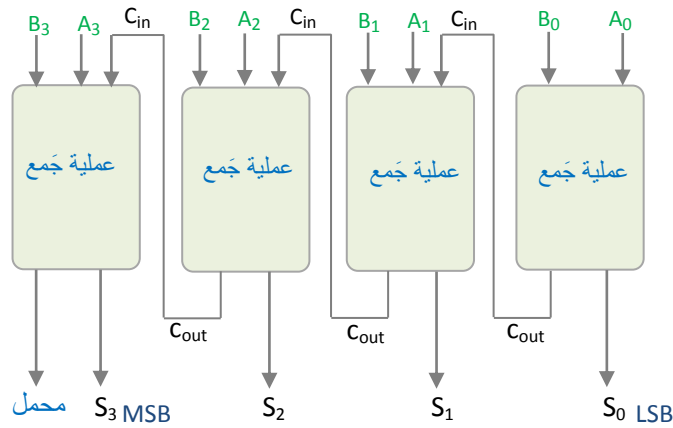 B3 A3 Cin B2 A2 Cin B1 A1 Cin B0 A0
عملية جَمع
عملية جَمع
عملية جَمع
عملية جَمع
cout cout cout
محمل S3 MSB S2 S1 S0 LSB